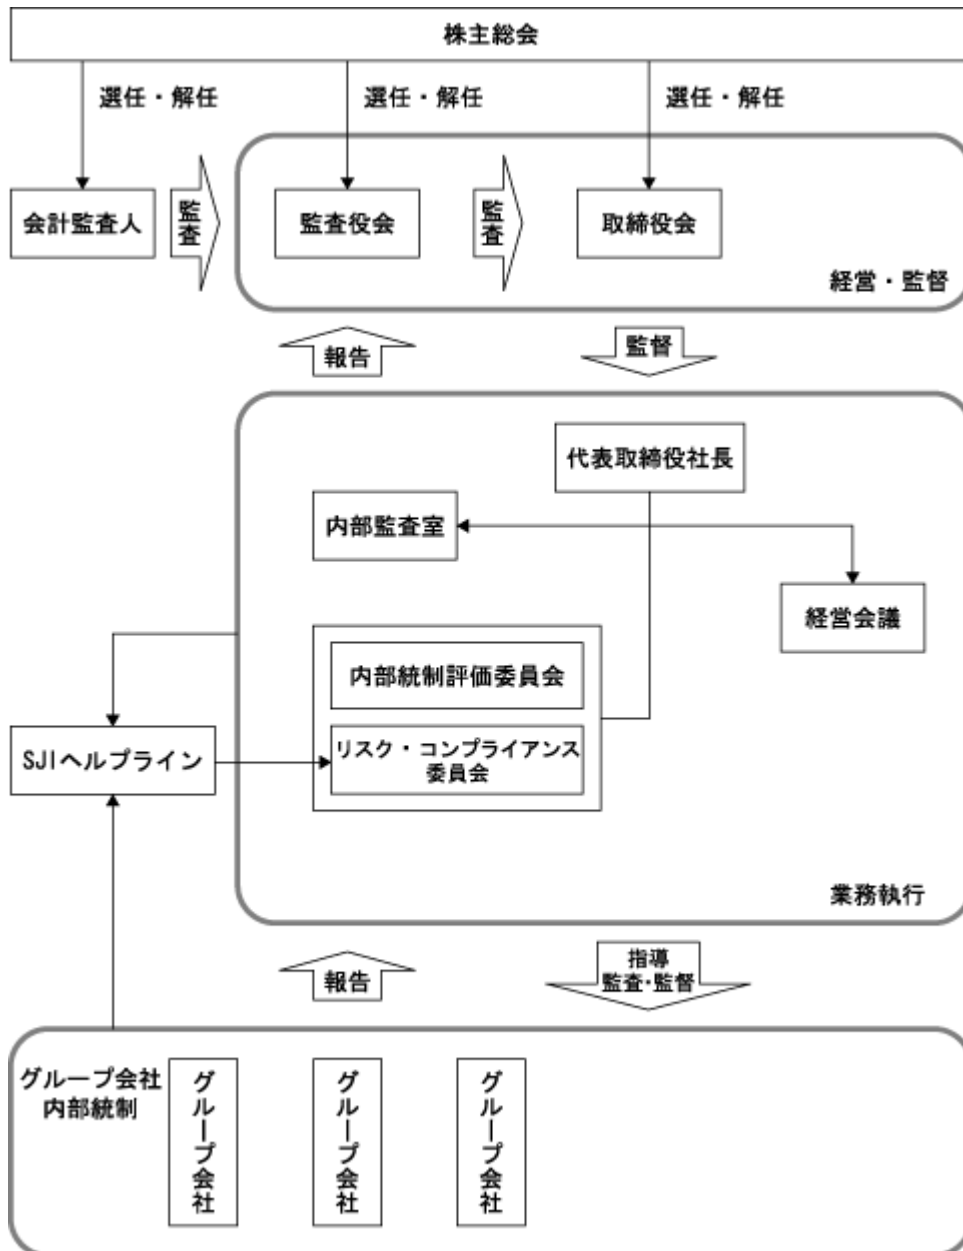 株主総会
選任・解任
選任・解任
選任・解任
会計監査人
監査
監査役会
監査
取締役会
経営・監督
報告
監督
代表取締役社長
内部監査室
経営会議
内部統制評価委員会
SJIヘルプライン
リスク・コンプライアンス
委員会
業務執行
報告
指導
監査・監督
グループ会社
内部統制
グループ会社
グループ会社
グループ会社